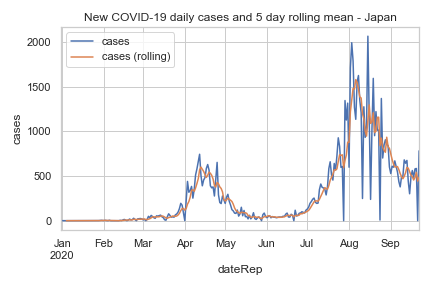 New COVID-19 daily cases and 5 day rolling mean - Japan
cases
cases (rolling)
2000
1500
1000
500
0
cases
Jan Feb Mar Apr May Jun Jul Aug Sep
2020
dateRep